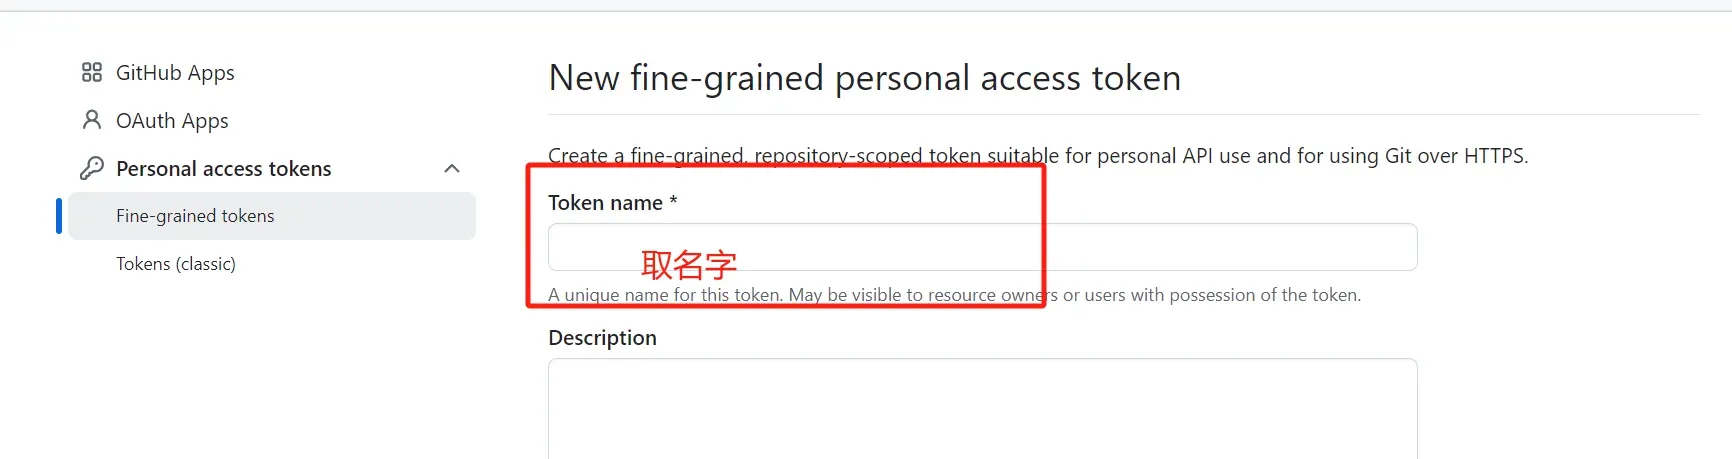 GitHub Apps
OAuth Apps
Personal access tokens
Fine-grained tokens
Tokens (classic)
New fine-grained personal access token
Create a fine-grained, repository-scoped token suitable for personal API use and for using Git over HTTPS.
Token name *
取名字
A unique name for this token. May be visible to resource owners or users with possession of the token.
Description